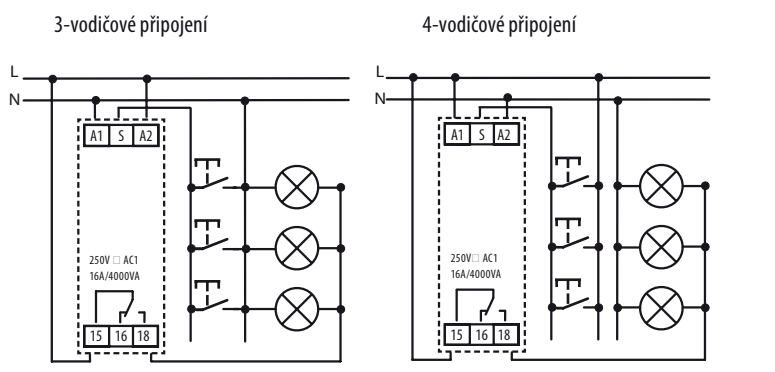 3-vodičové připojení
L
N
A1 S A2
250V □ AC1
16A/4000VA
15 16 18
4-vodičové připojení
L
N
A1 S A2
250V □ AC1
16A/4000VA
15 16 18